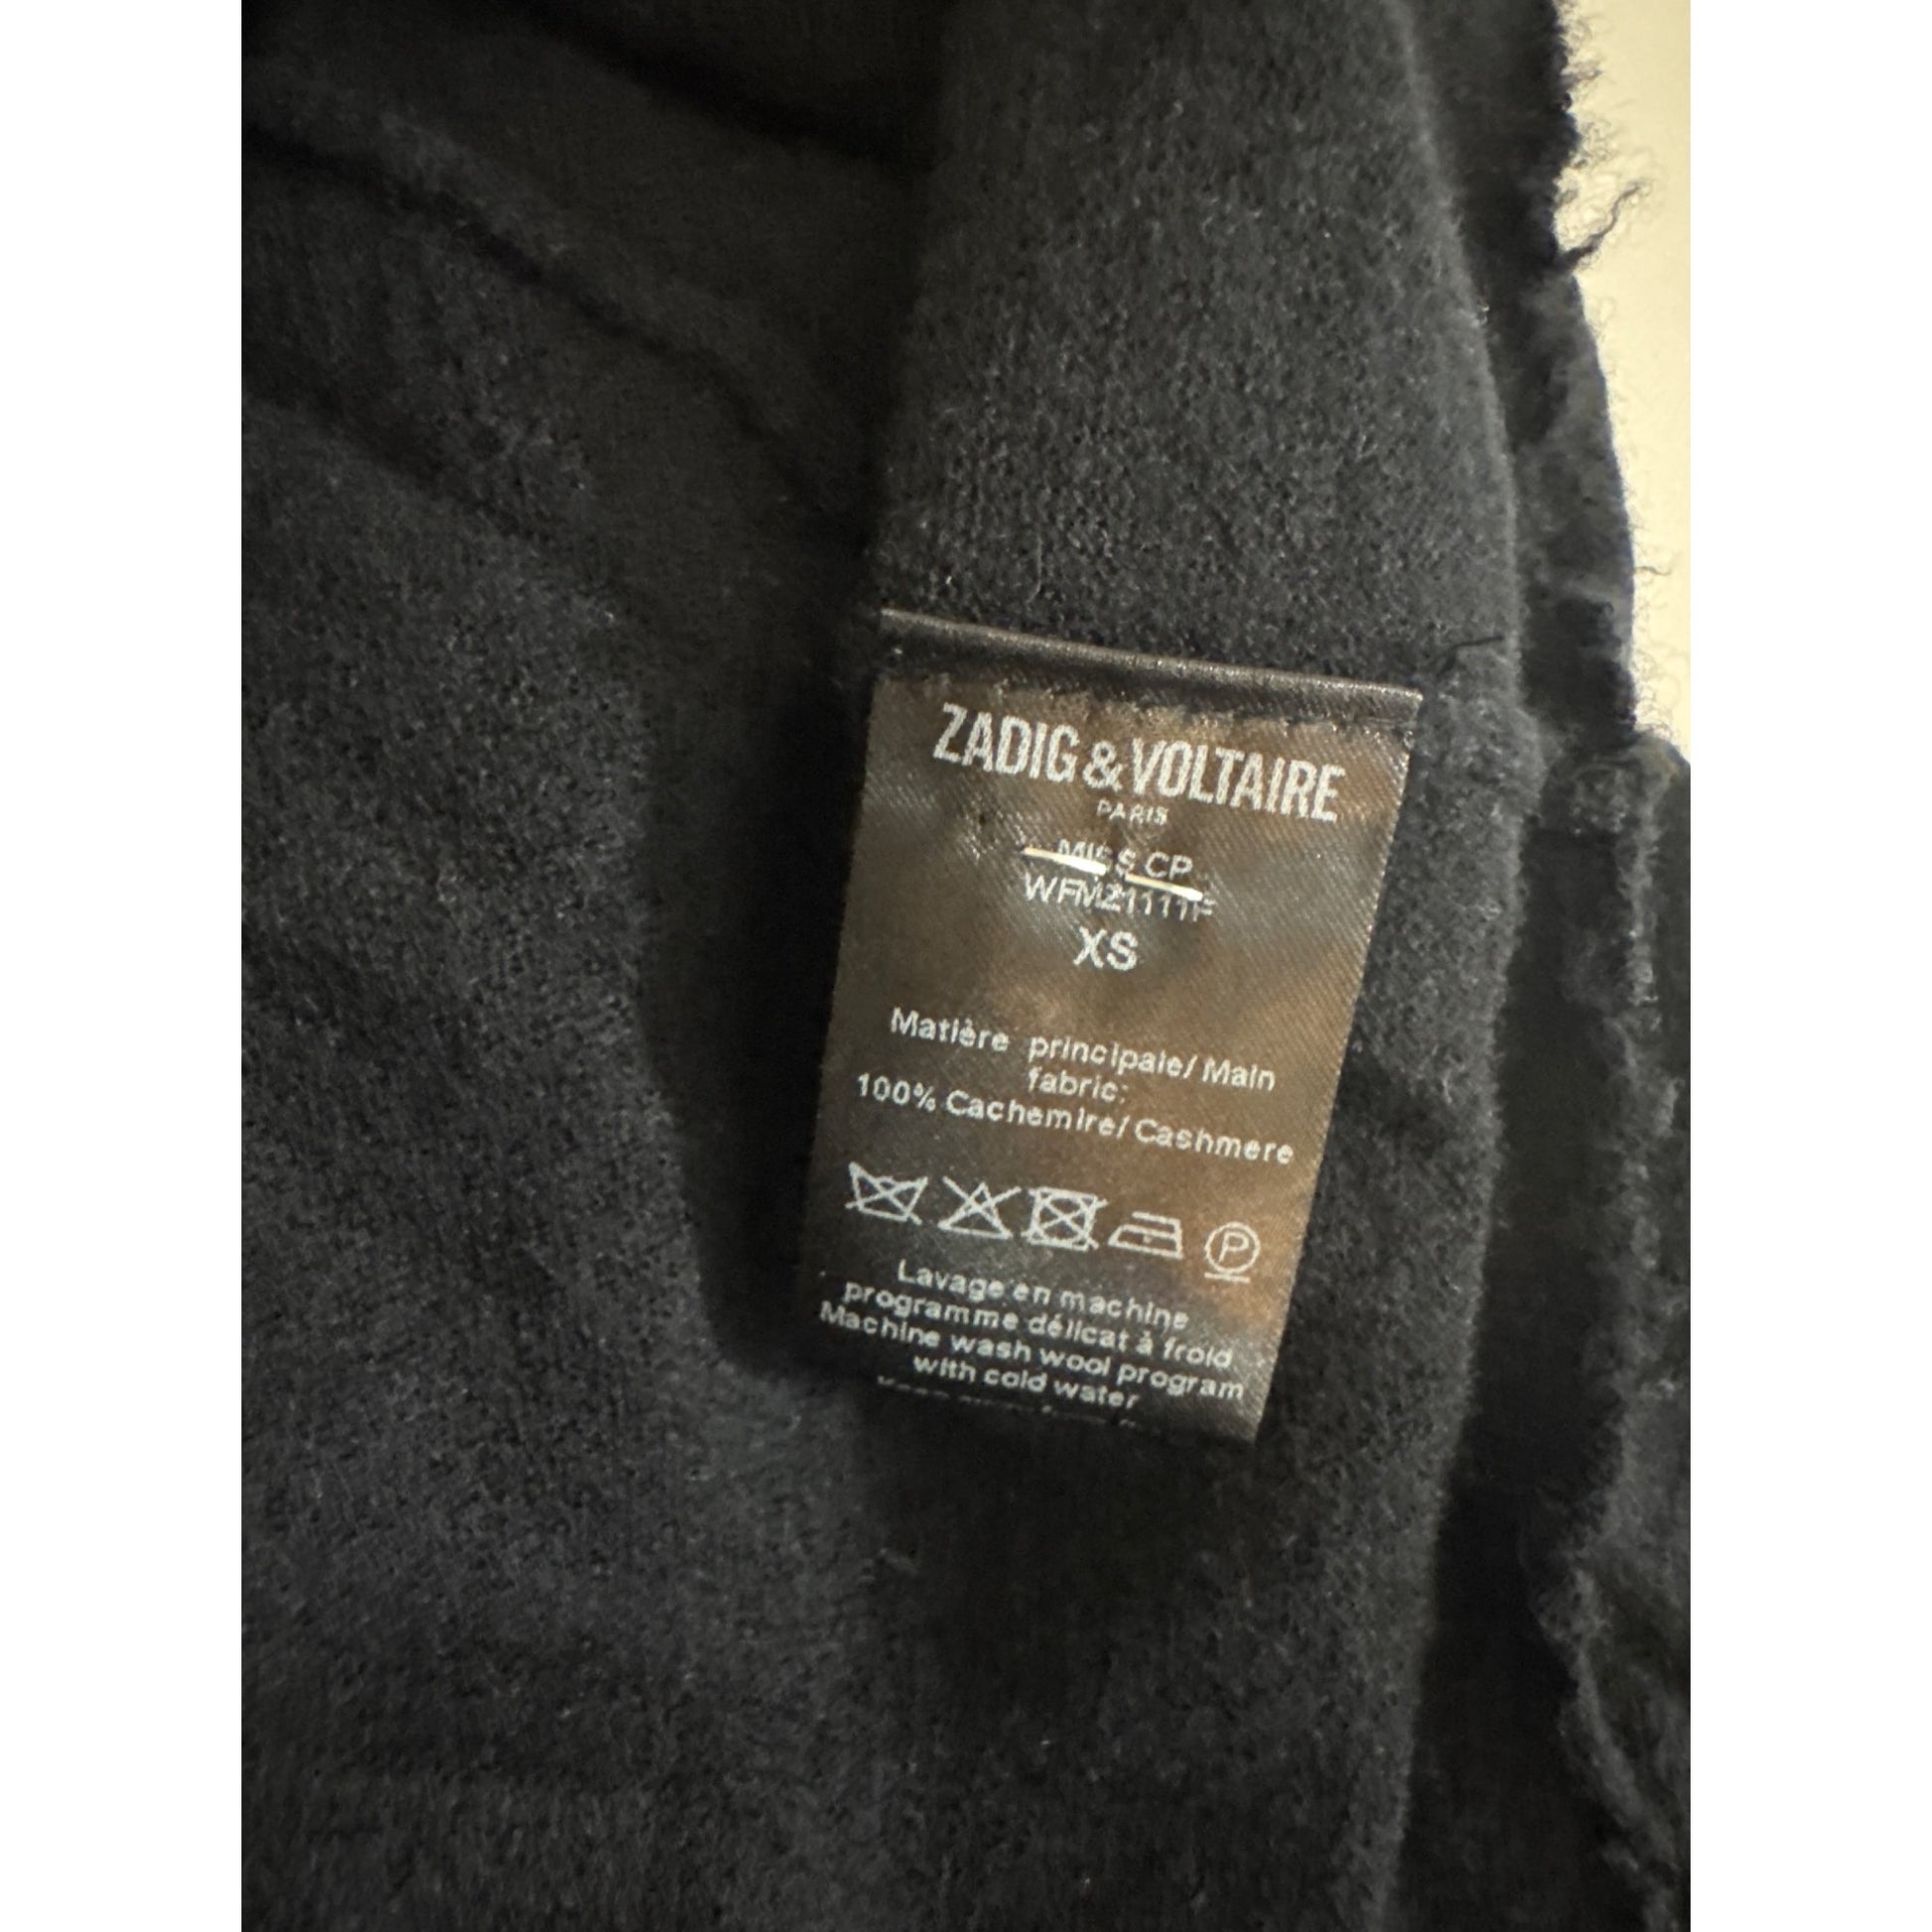 ZADIG & VOLTAIRE
PARIS
MISS CP
WFMZ1111F
XS
Matière principale/ Main
fabric:
100% Cachemire/ Cashmere
P
Lavage en machine
programme délicat à froid
Machine wash wool program
with cold water